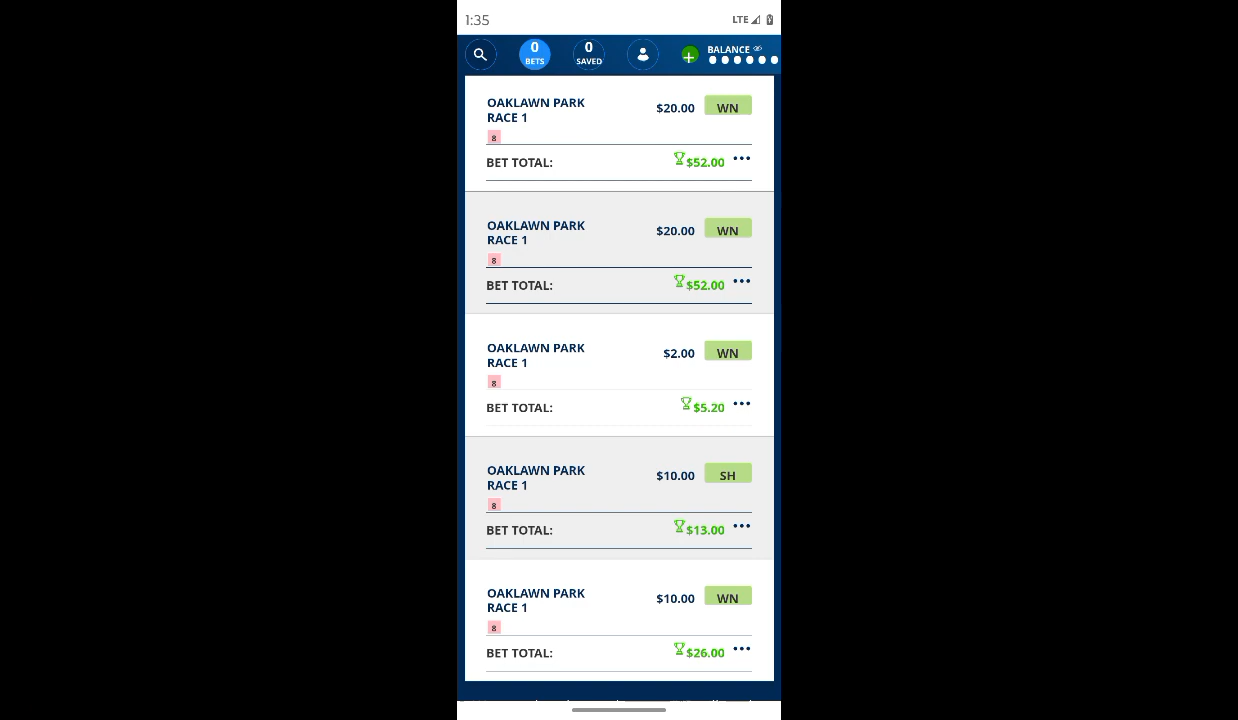 1:35
LTE
0
BETS
0
SAVED
BALANCE
OAKLAWN PARK
RACE 1
$20.00 WN
8
BET TOTAL: $52.00
OAKLAWN PARK
RACE 1
$20.00 WN
8
BET TOTAL: $52.00
OAKLAWN PARK
RACE 1
$2.00 WN
8
BET TOTAL: $5.20
OAKLAWN PARK
RACE 1
$10.00 SH
8
BET TOTAL: $13.00
OAKLAWN PARK
RACE 1
$10.00 WN
8
BET TOTAL: $26.00